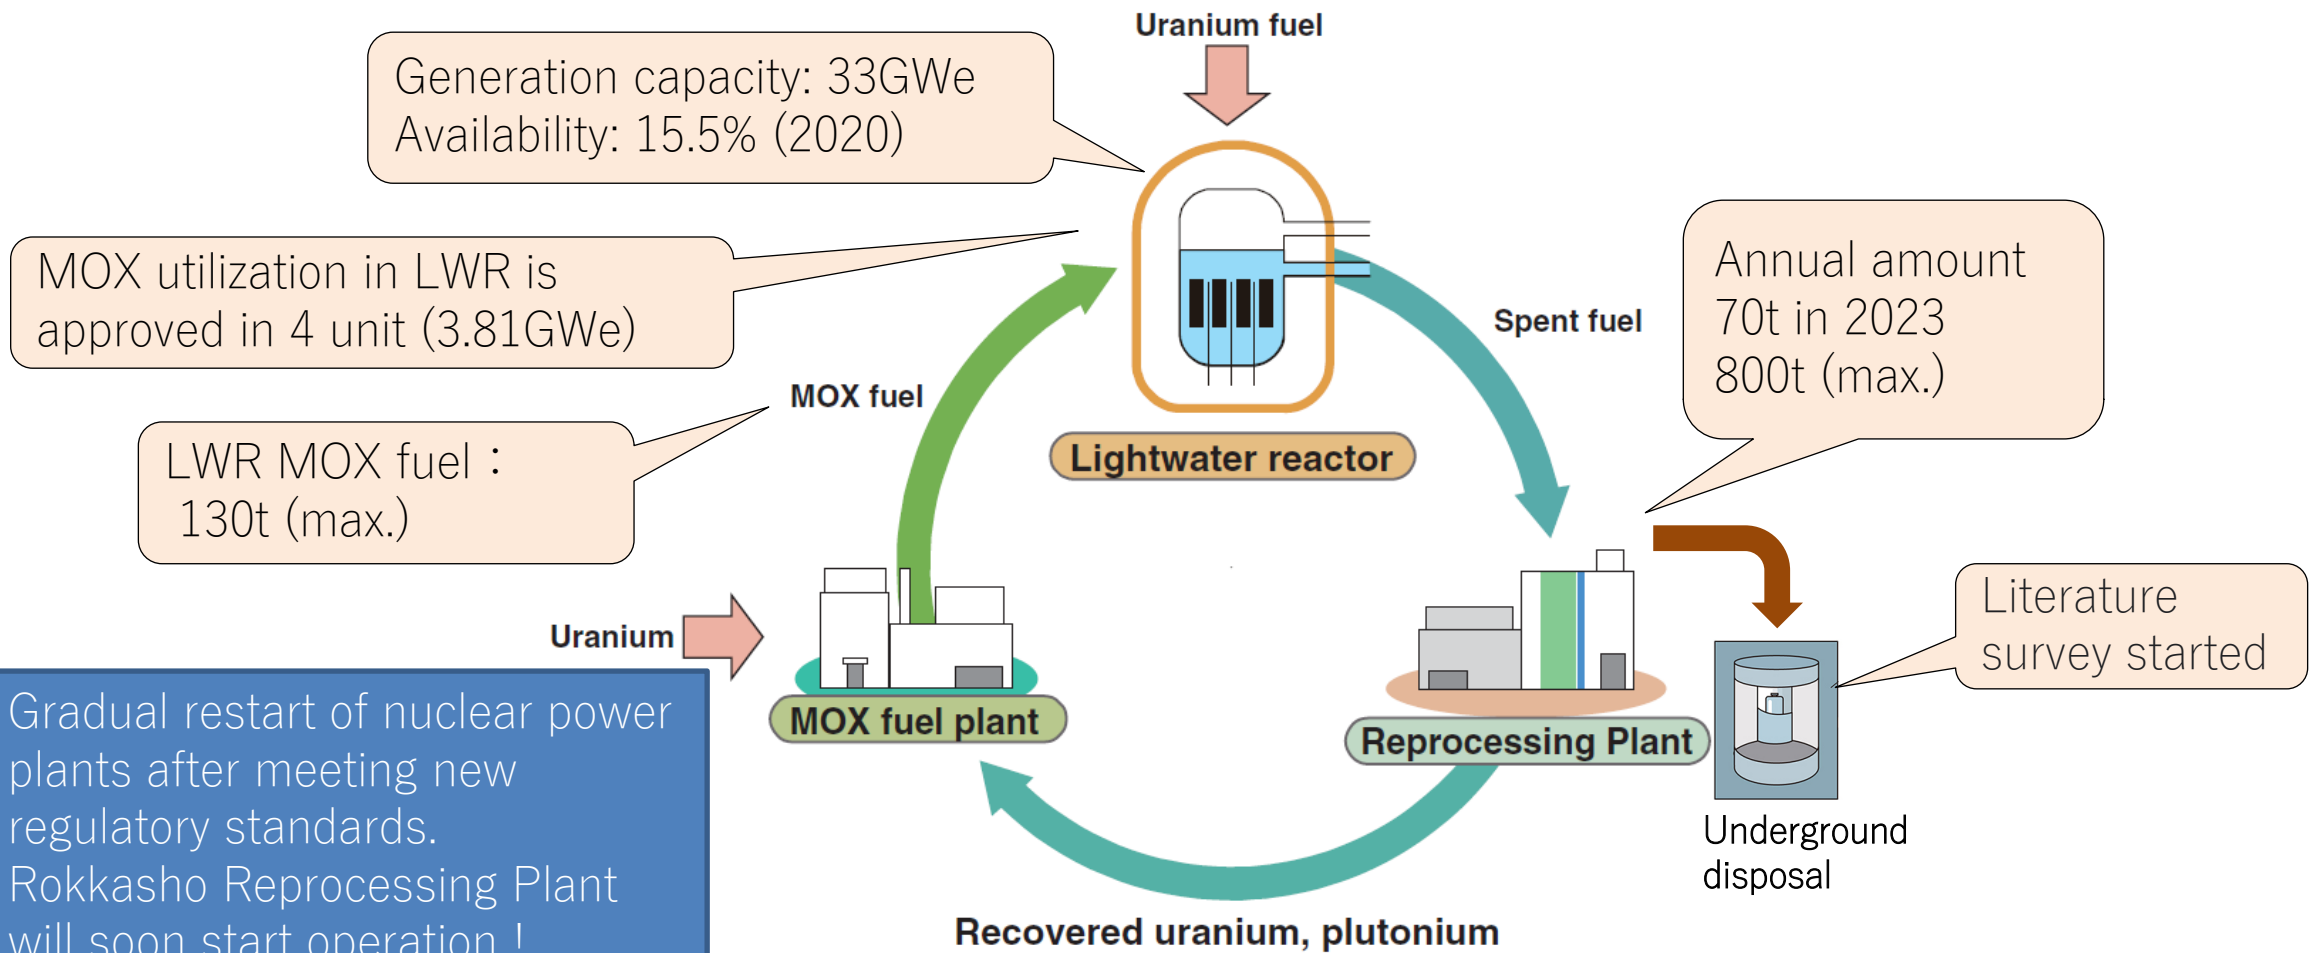 Uranium fuel
Generation capacity: 33GWe
Availability: 15.5% (2020)
MOX utilization in LWR is
approved in 4 unit (3.81GWe)
Annual amount
70t in 2023
800t (max.)
Spent fuel
MOX fuel
LWR MOX fuel：
130t (max.)
Lightwater reactor
Literature
survey started
Uranium
MOX fuel plant
Reprocessing Plant
Gradual restart of nuclear power
plants after meeting new
regulatory standards.
Rokkasho Reprocessing Plant
will soon start operation！
Underground
disposal
Recovered uranium, plutonium